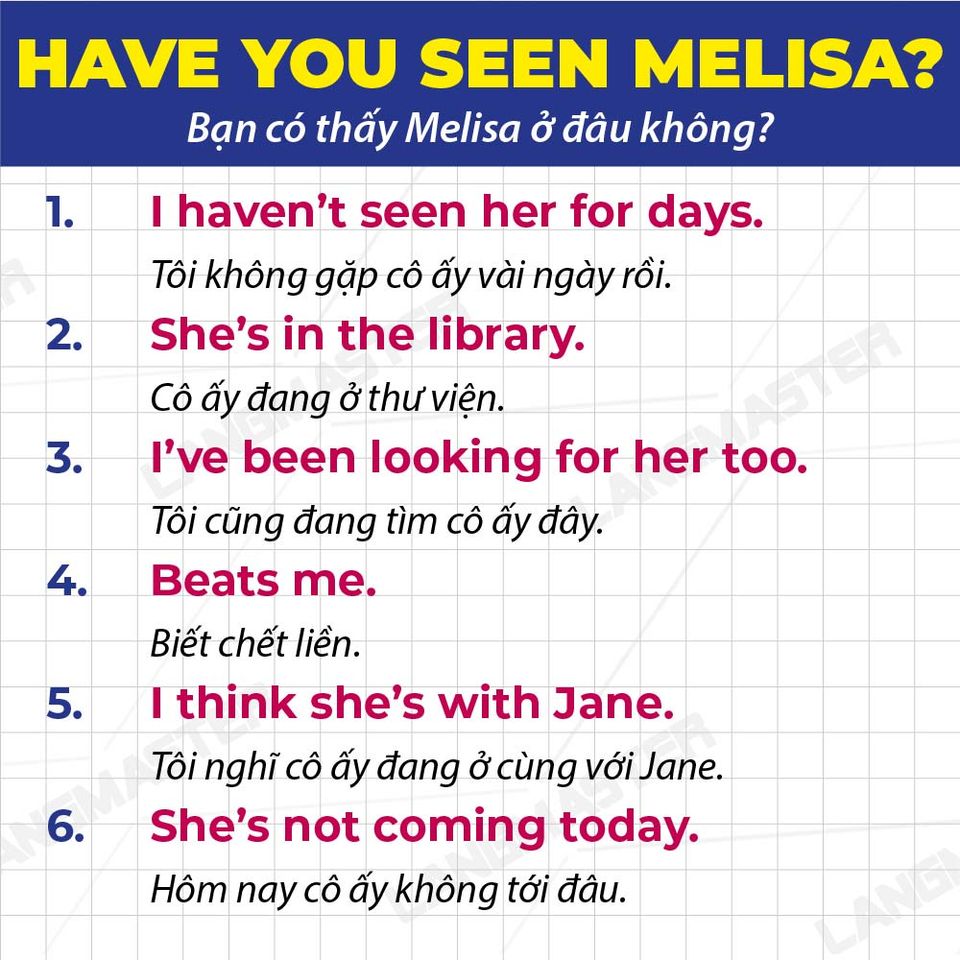 HAVE YOU SEEN MELISA?
Bạn có thấy Melisa ở đâu không?
1. I haven't seen her for days.
Tôi không gặp cô ấy vài ngày rồi.
2. She's in the library.
Cô ấy đang ở thư viện.
3. I've been looking for her too.
Tôi cũng đang tìm cô ấy đây.
4. Beats me.
Biết chết liền.
5. I think she's with Jane.
Tôi nghĩ cô ấy đang ở cùng với Jane.
6. She's not coming today.
Hôm nay cô ấy không tới đâu.
LANGMASTER
LANGMASTER
LANGMASTER
LANGMASTER
LANGM